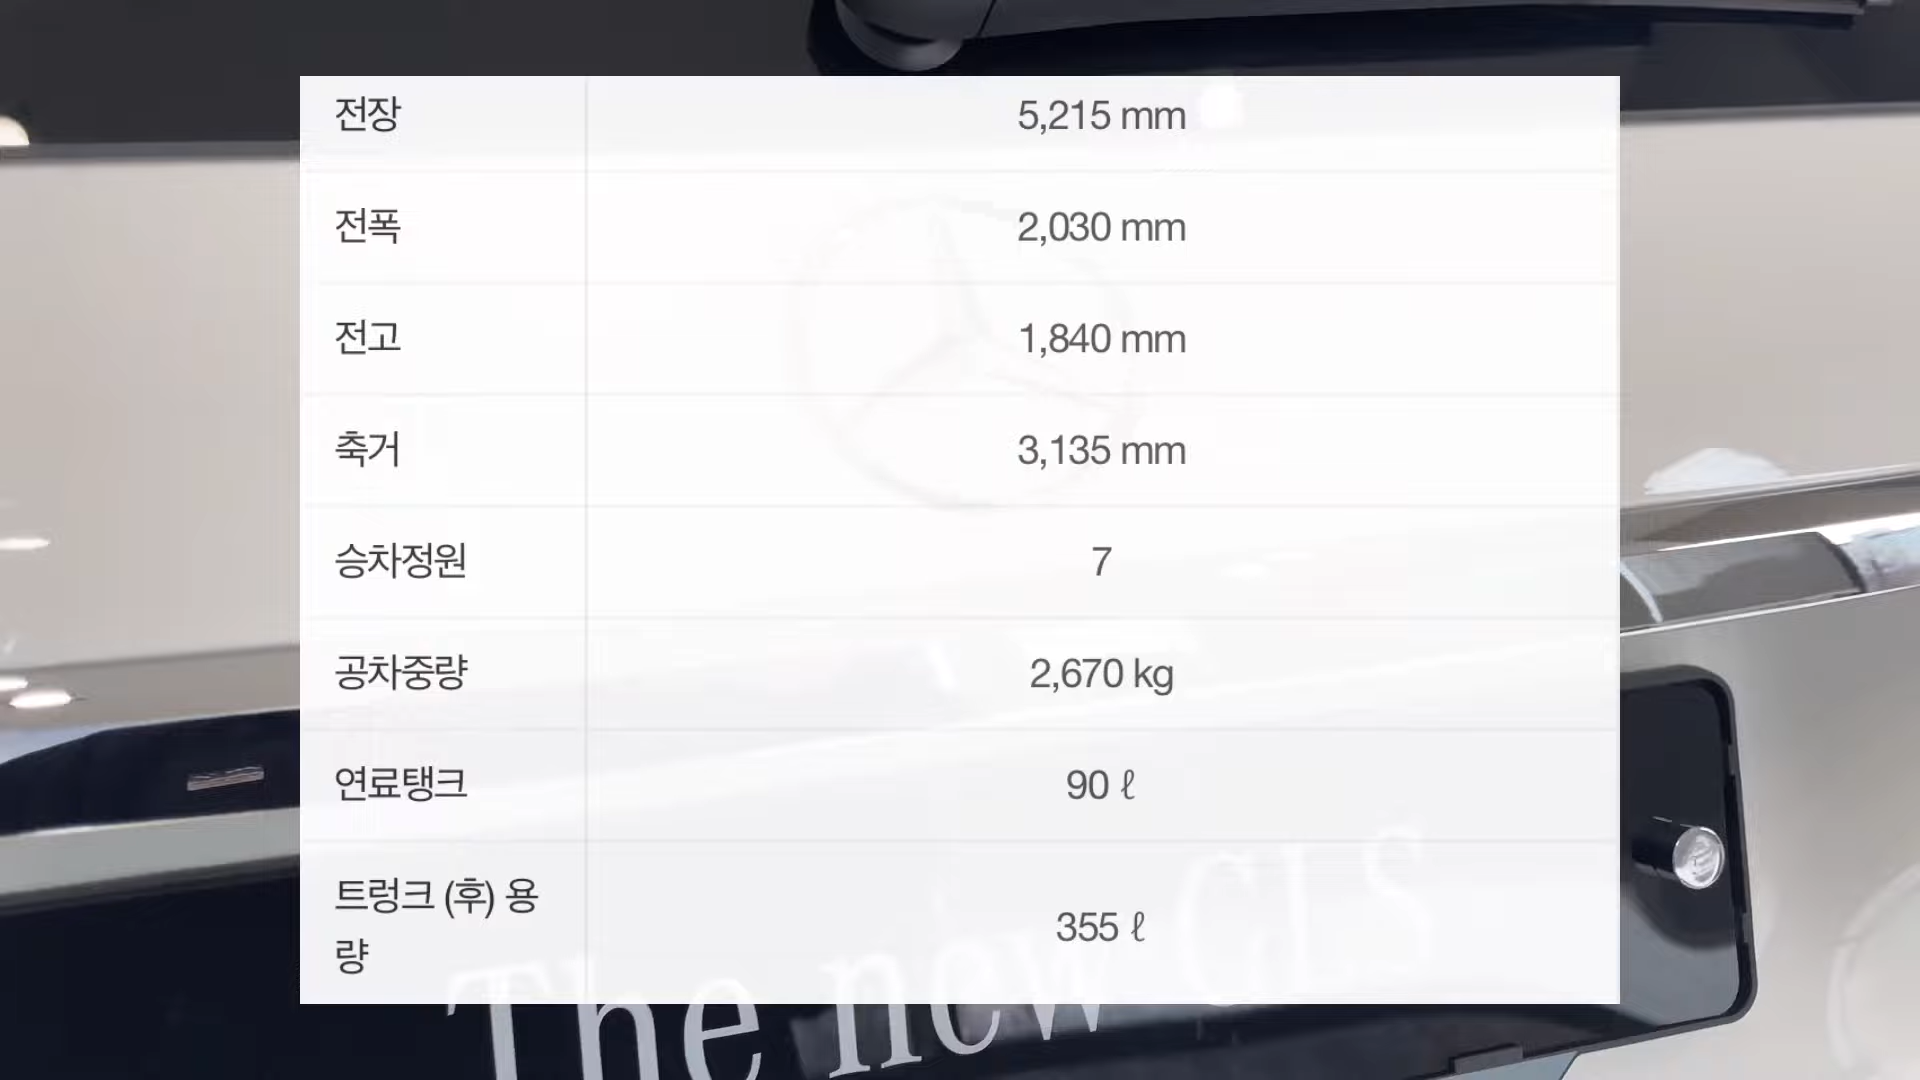 전장 5,215 mm
전폭 2,030 mm
전고 1,840 mm
축거 3,135 mm
승차정원 7
공차중량 2,670 kg
연료탱크 90 ℓ
트렁크 (후) 용
량
355 ℓ
The new GLS